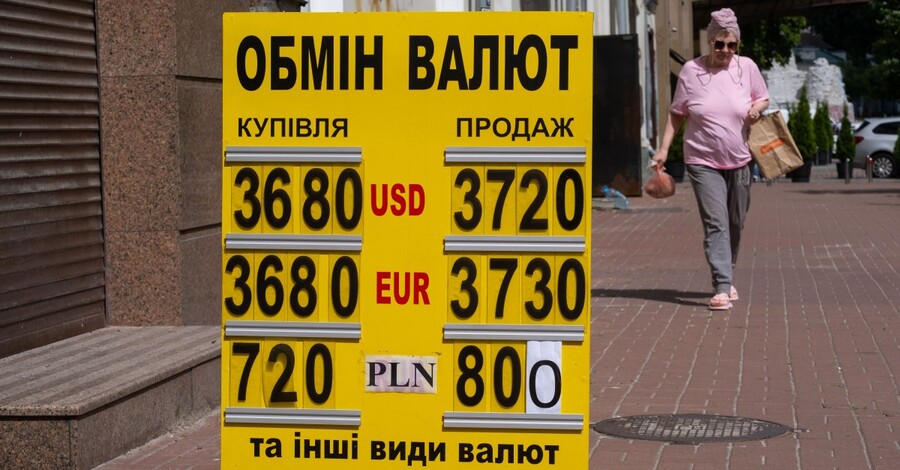 ОБМІН ВАЛЮТ
КУПІВЛЯ ПРОДАЖ
3680 USD 3720
3680 EUR 3730
720 PLN 800
та інші види валют